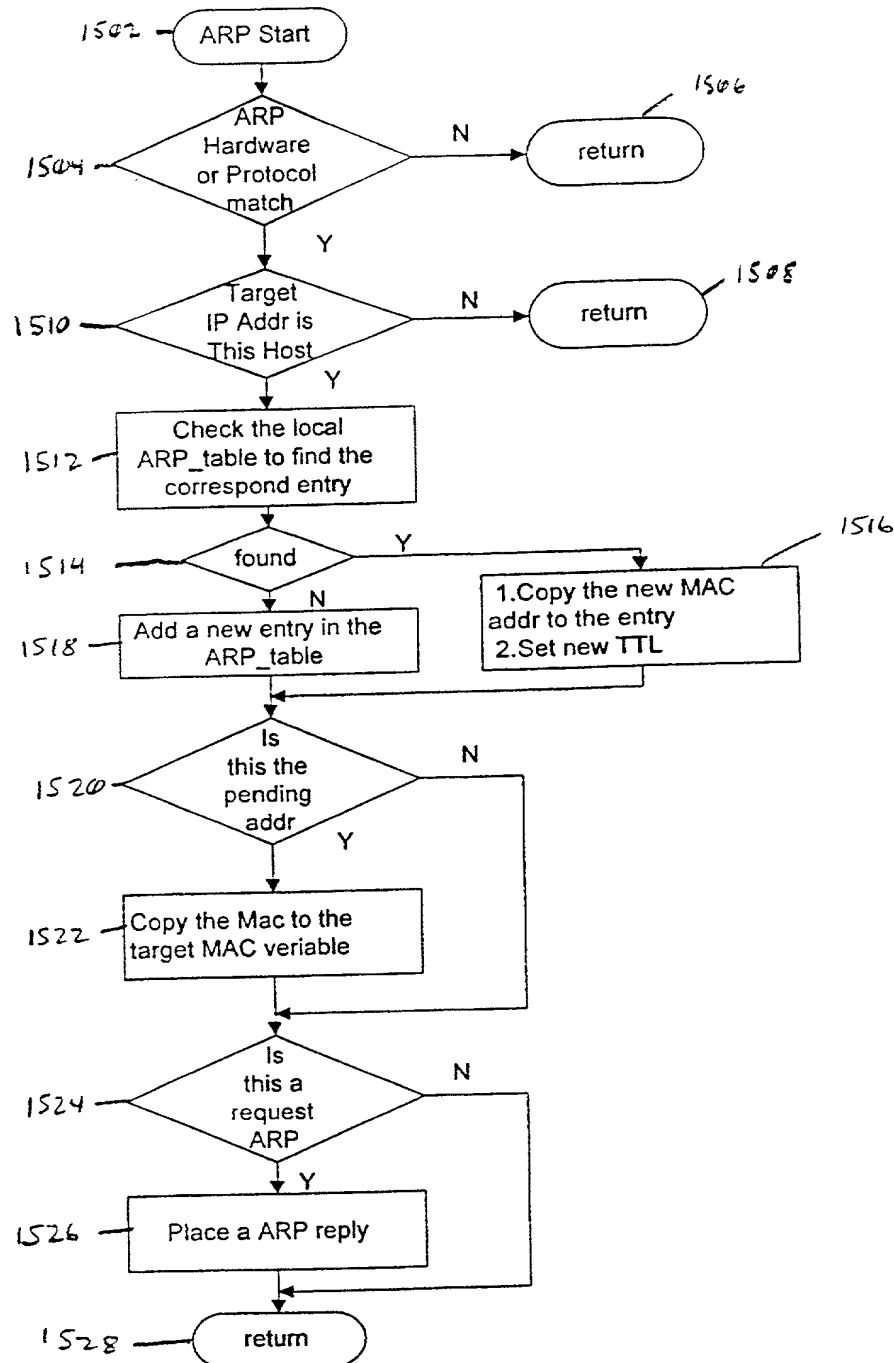 1502
ARP Start
1504
ARP
Hardware
or Protocol
match
N
1506
return
Y
1510
Target
IP Addr is
This Host
N
1508
return
Y
1512
Check the local
ARP_table to find the
correspond entry
1514
found
Y
1516
1.Copy the new MAC
addr to the entry
2.Set new TTL
N
1518
Add a new entry in the
ARP_table
1520
Is
this the
pending
addr
N
Y
1522
Copy the Mac to the
target MAC veriable
1524
Is
this a
request
ARP
N
Y
1526
Place a ARP reply
1528
return